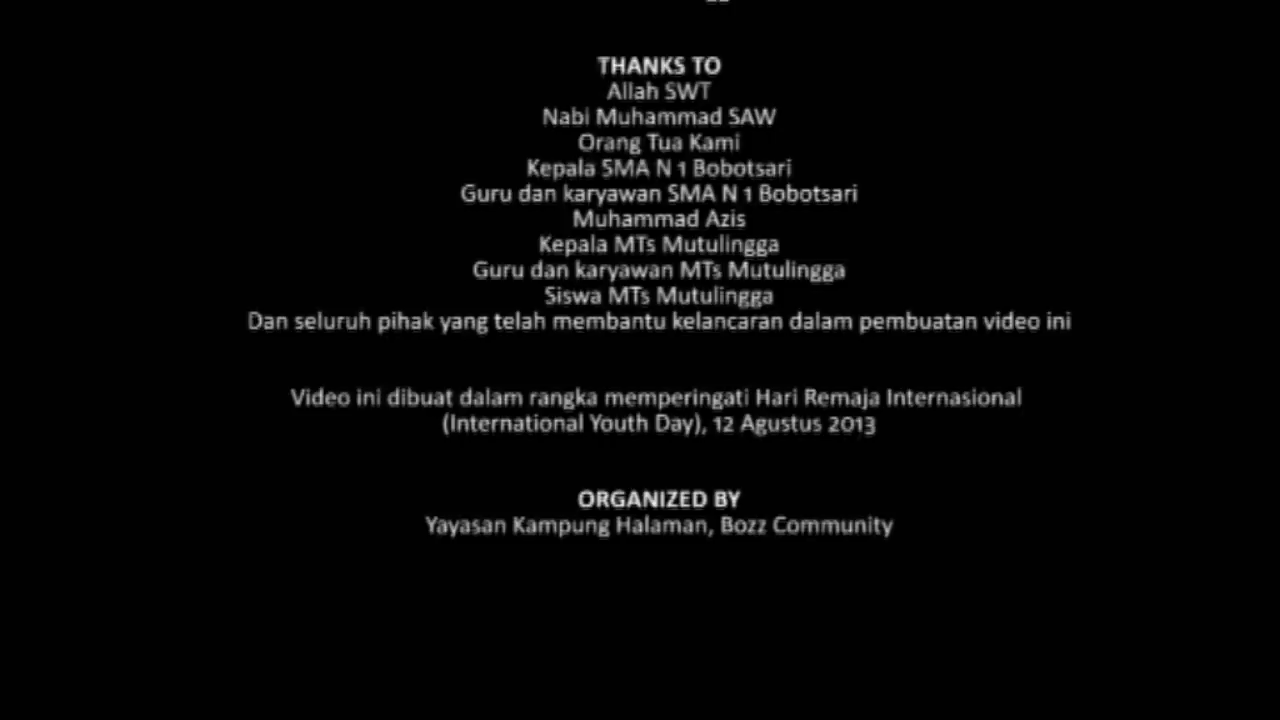 THANKS TO
Allah SWT
Nabi Muhammad SAW
Orang Tua Kami
Kepala SMA N 1 Bobotsari
Guru dan karyawan SMA N 1 Bobotsari
Muhammad Azis
Kepala MTs Mutulingga
Guru dan karyawan MTs Mutulingga
Siswa MTs Mutulingga
Dan seluruh pihak yang telah membantu kelancaran dalam pembuatan video ini
Video ini dibuat dalam rangka memperingati Hari Remaja Internasional
(International Youth Day), 12 Agustus 2013
ORGANIZED BY
Yayasan Kampung Halaman, Bozz Community